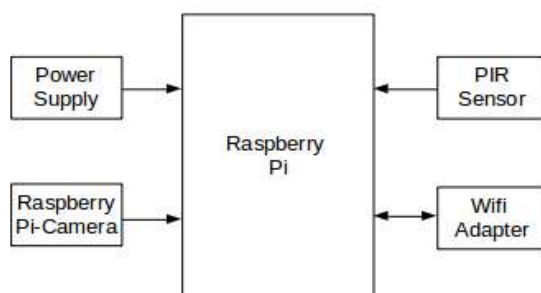 Power
Supply
PIR
Sensor
Raspberry
Pi
Raspberry
Pi-Camera
Wifi
Adapter